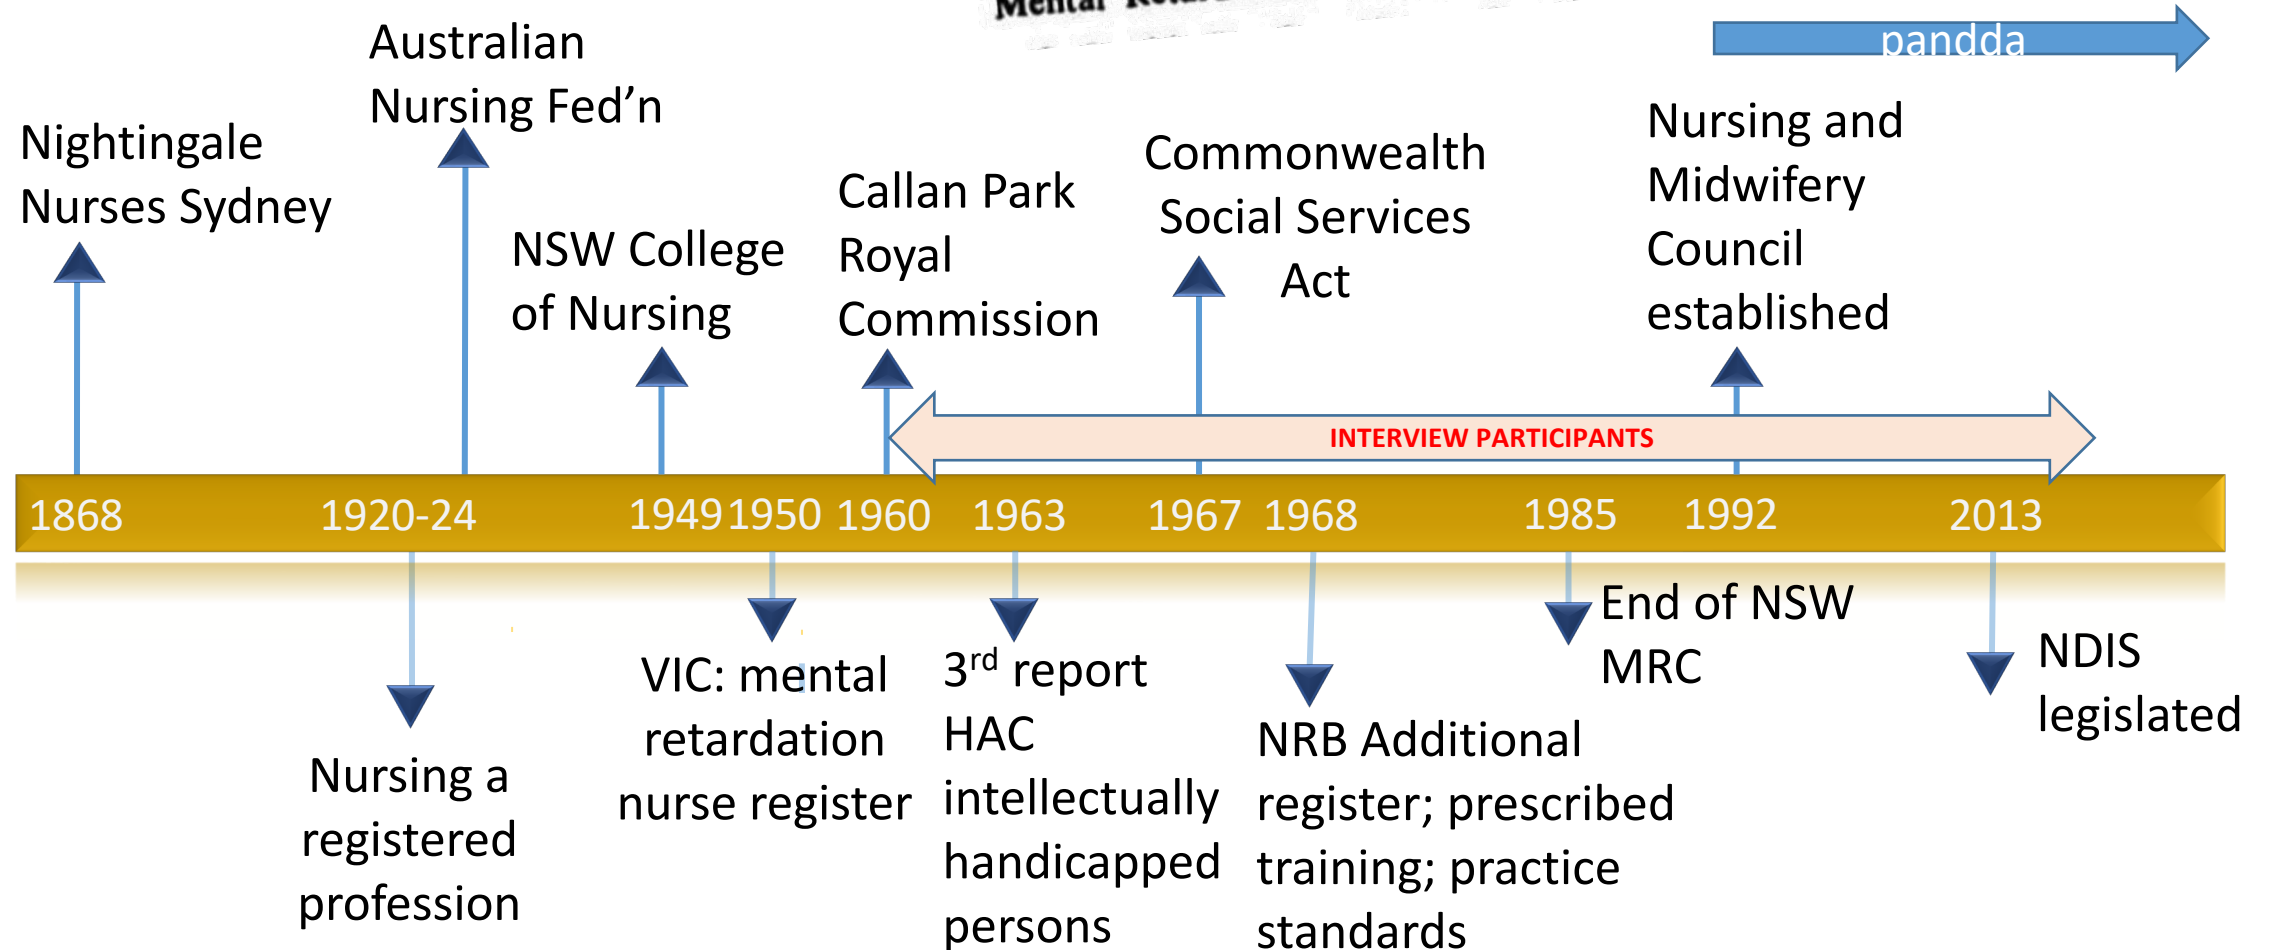 Mental
pandda
Australian
Nursing Fed’n
Nightingale
Nurses Sydney
NSW College
of Nursing
Callan Park
Royal
Commission
Commonwealth
Social Services
Act
Nursing and
Midwifery
Council
established
INTERVIEW PARTICIPANTS
1868 1920-24 1949 1950 1960 1963 1967 1968 1985 1992 2013
Nursing a
registered
profession
VIC: mental
retardation
nurse register
3rd report
HAC
intellectually
handicapped
persons
NRB Additional
register; prescribed
training; practice
standards
End of NSW
MRC
NDIS
legislated